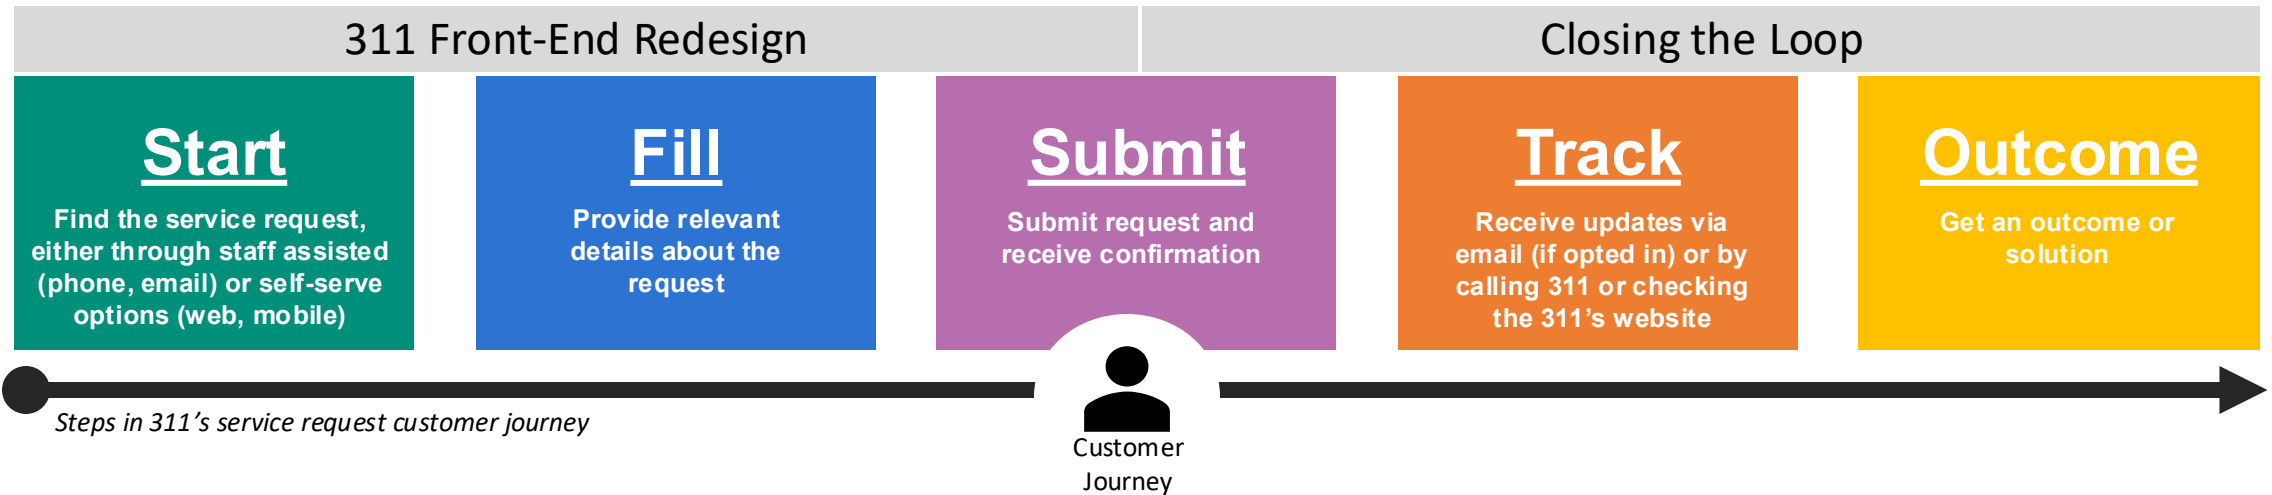 311 Front-End Redesign
Closing the Loop
Start
Find the service request,
either through staff assisted
(phone, email) or self-serve
options (web, mobile)
Fill
Provide relevant
details about the
request
Submit
Submit request and
receive confirmation
Track
Receive updates via
email (if opted in) or by
calling 311 or checking
the 311’s website
Outcome
Get an outcome or
solution
Steps in 311’s service request customer journey
Customer
Journey